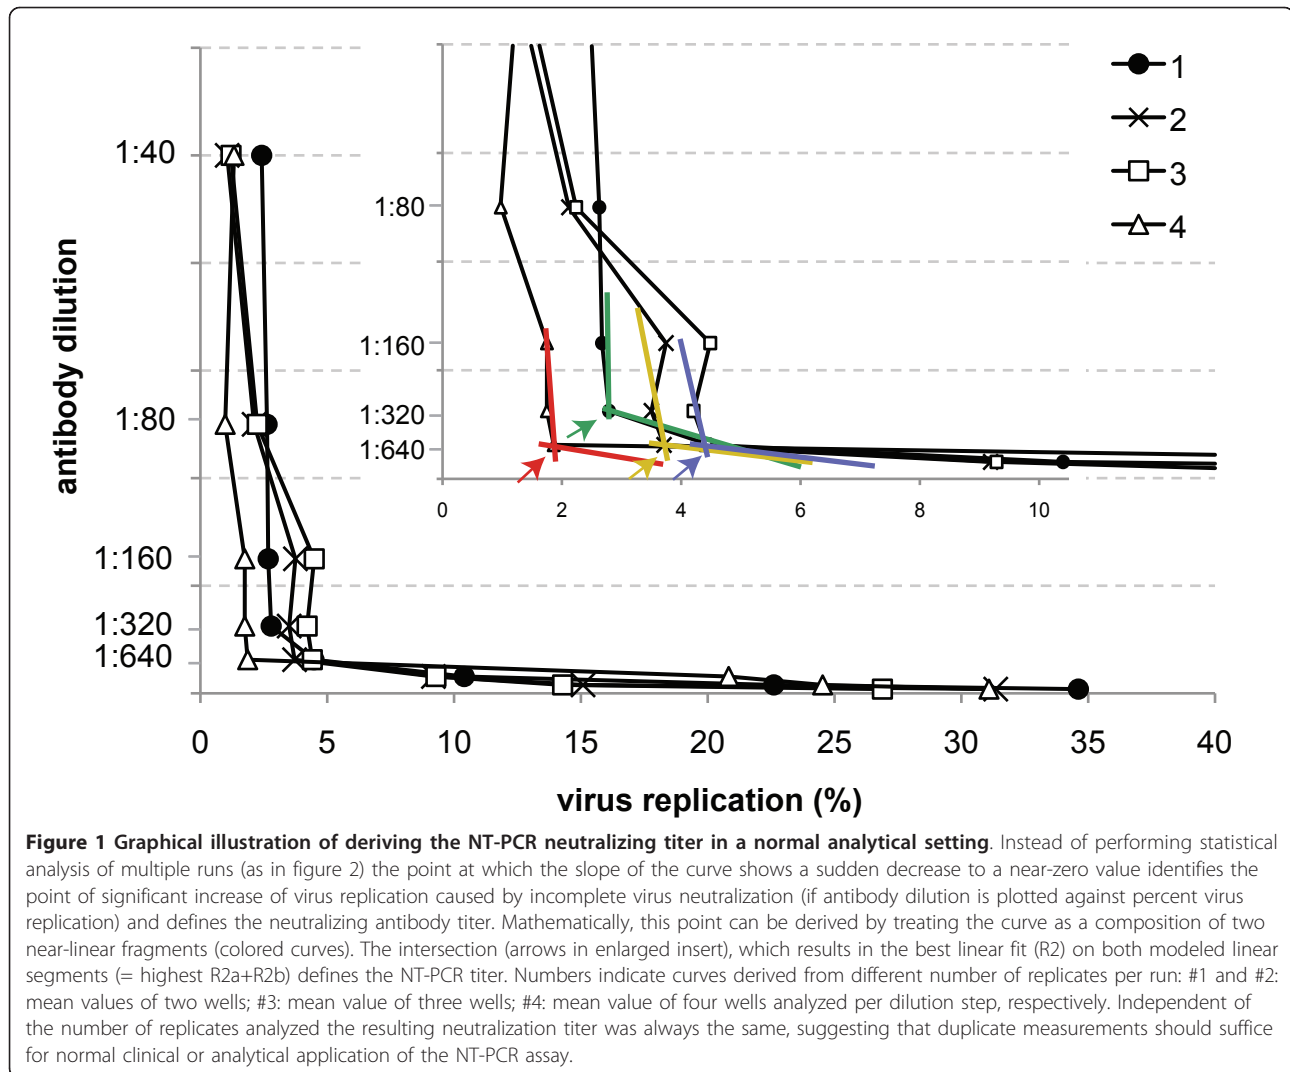 1
2
3
4
1:80
1:160
1:320
1:640
0
2
4
6
8
10
antibody dilution
1:40
1:80
1:160
1:320
1:640
0
5
10
15
20
25
30
35
40
virus replication (%)
Figure 1 Graphical illustration of deriving the NT-PCR neutralizing titer in a normal analytical setting. Instead of performing statistical
analysis of multiple runs (as in figure 2) the point at which the slope of the curve shows a sudden decrease to a near-zero value identifies the
point of significant increase of virus replication caused by incomplete virus neutralization (if antibody dilution is plotted against percent virus
replication) and defines the neutralizing antibody titer. Mathematically, this point can be derived by treating the curve as a composition of two
near-linear fragments (colored curves). The intersection (arrows in enlarged insert), which results in the best linear fit (R2) on both modeled linear
segments (= highest R2a+R2b) defines the NT-PCR titer. Numbers indicate curves derived from different number of replicates per run: #1 and #2:
mean values of two wells; #3: mean value of three wells; #4: mean value of four wells analyzed per dilution step, respectively. Independent of
the number of replicates analyzed the resulting neutralization titer was always the same, suggesting that duplicate measurements should suffice
for normal clinical or analytical application of the NT-PCR assay.